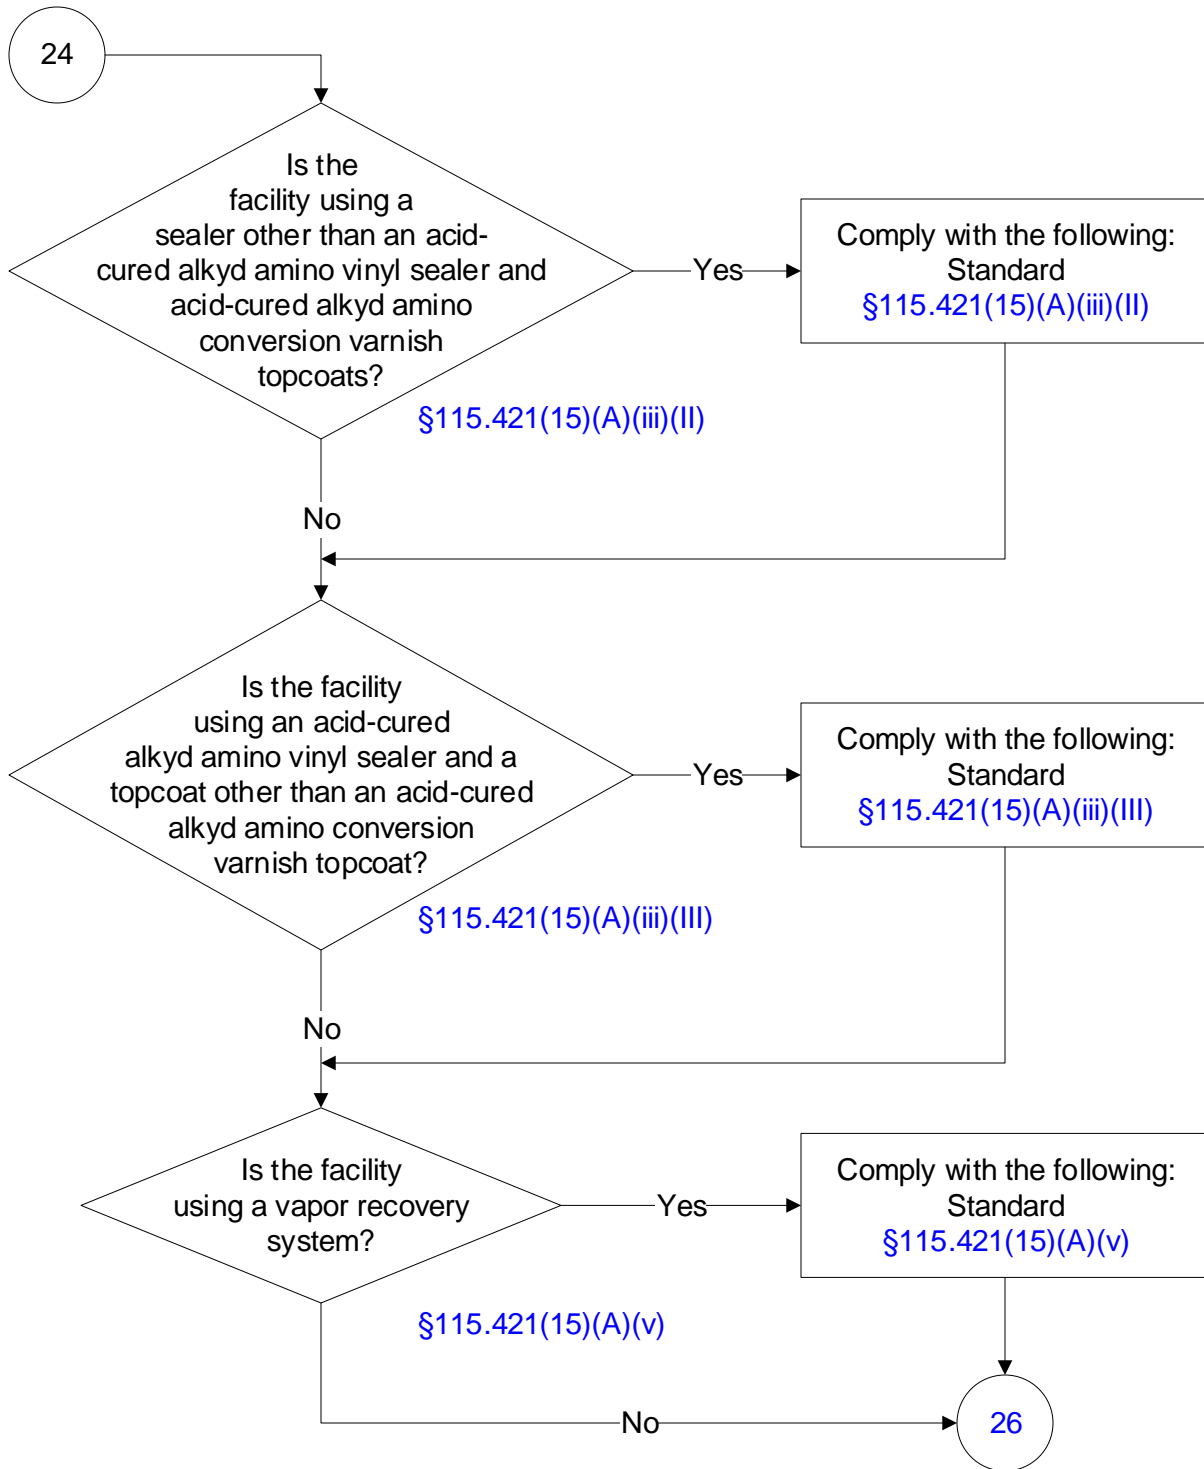 24
Is the
facility using a
sealer other than an acid-
cured alkyd amino vinyl sealer and
acid-cured alkyd amino
conversion varnish
topcoats?
Yes
Comply with the following:
Standard
§115.421(15)(A)(iii)(II)
§115.421(15)(A)(iii)(II)
No
Is the facility
using an acid-cured
alkyd amino vinyl sealer and a
topcoat other than an acid-cured
alkyd amino conversion
varnish topcoat?
Yes
Comply with the following:
Standard
§115.421(15)(A)(iii)(III)
§115.421(15)(A)(iii)(III)
No
Is the facility
using a vapor recovery
system?
Yes
Comply with the following:
Standard
§115.421(15)(A)(v)
§115.421(15)(A)(v)
No
26